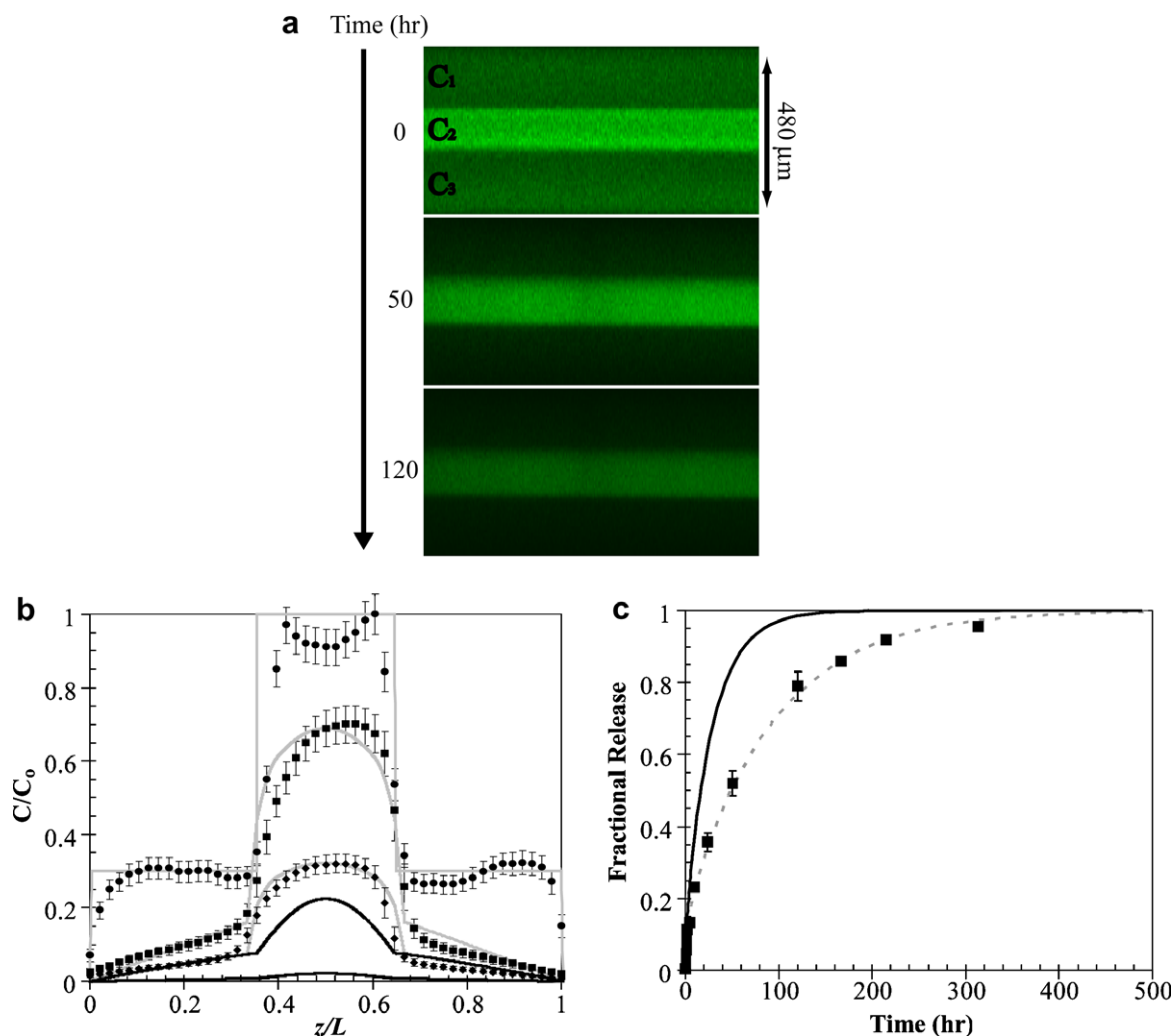 a Time (hr)
C₁
0 C₂
C₃
480 μm
50
120
b
1
0.8
0.6
0.4
0.2
0
C/Cₒ
0 0.2 0.4 0.6 0.8 1
z/L
c
1
0.8
0.6
0.4
0.2
0
Fractional Release
0 100 200 300 400 500
Time (hr)